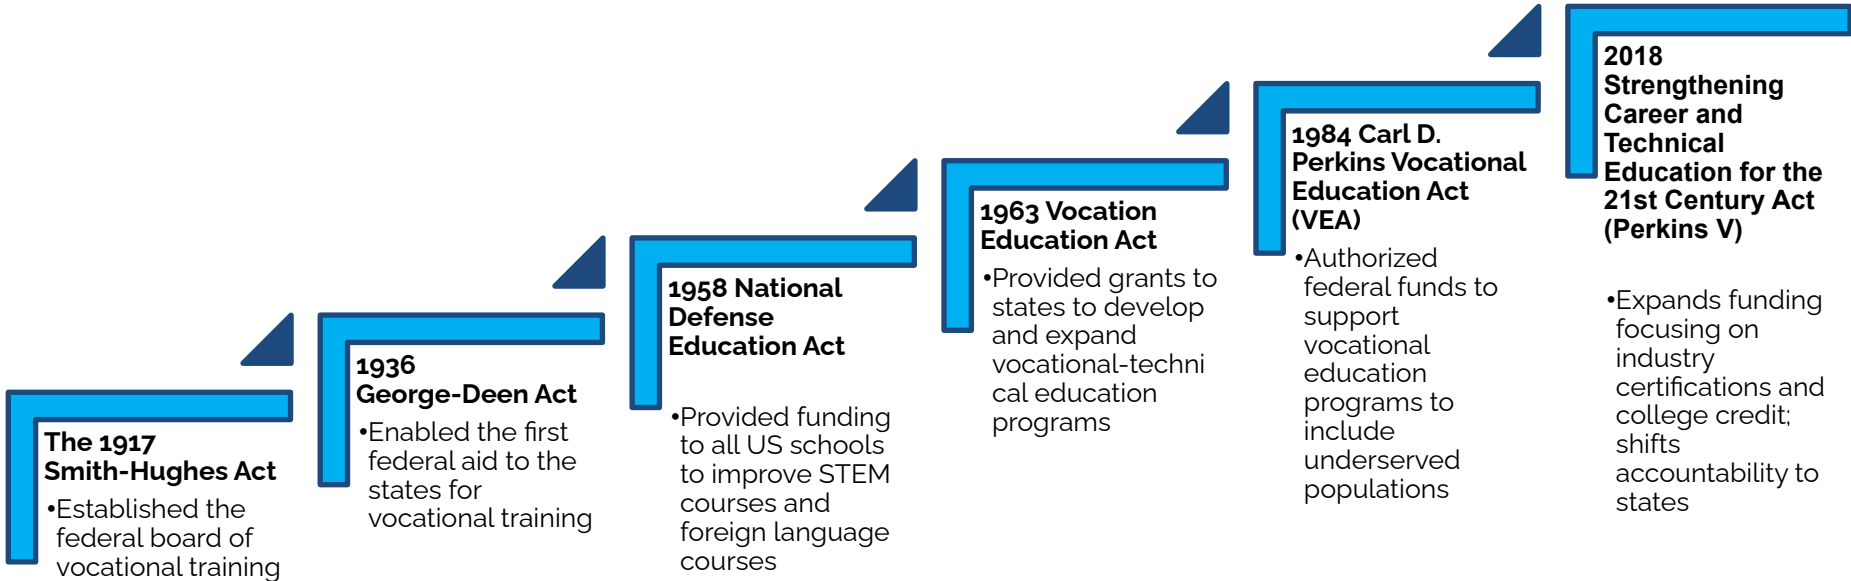 The 1917
Smith-Hughes Act
•Established the
federal board of
vocational training
1936
George-Deen Act
•Enabled the first
federal aid to the
states for
vocational training
1958 National
Defense
Education Act
•Provided funding
to all US schools
to improve STEM
courses and
foreign language
courses
1963 Vocation
Education Act
•Provided grants to
states to develop
and expand
vocational-techni
cal education
programs
1984 Carl D.
Perkins Vocational
Education Act
(VEA)
•Authorized
federal funds to
support
vocational
education
programs to
include
underserved
populations
2018
Strengthening
Career and
Technical
Education for the
21st Century Act
(Perkins V)
•Expands funding
focusing on
industry
certifications and
college credit;
shifts
accountability to
states